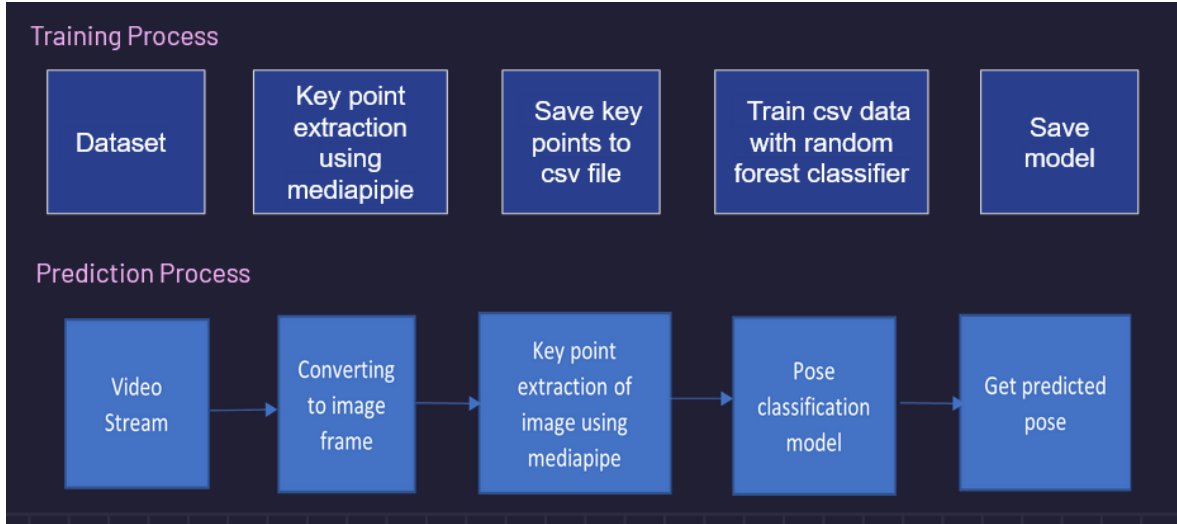 Training Process
Dataset
Key point
extraction
using
mediapipie
Save key
points to
csv file
Train csv data
with random
forest classifier
Save
model
Prediction Process
Video
Stream
Converting
to image
frame
Key point
extraction of
image using
mediapipe
Pose
classification
model
Get predicted
pose